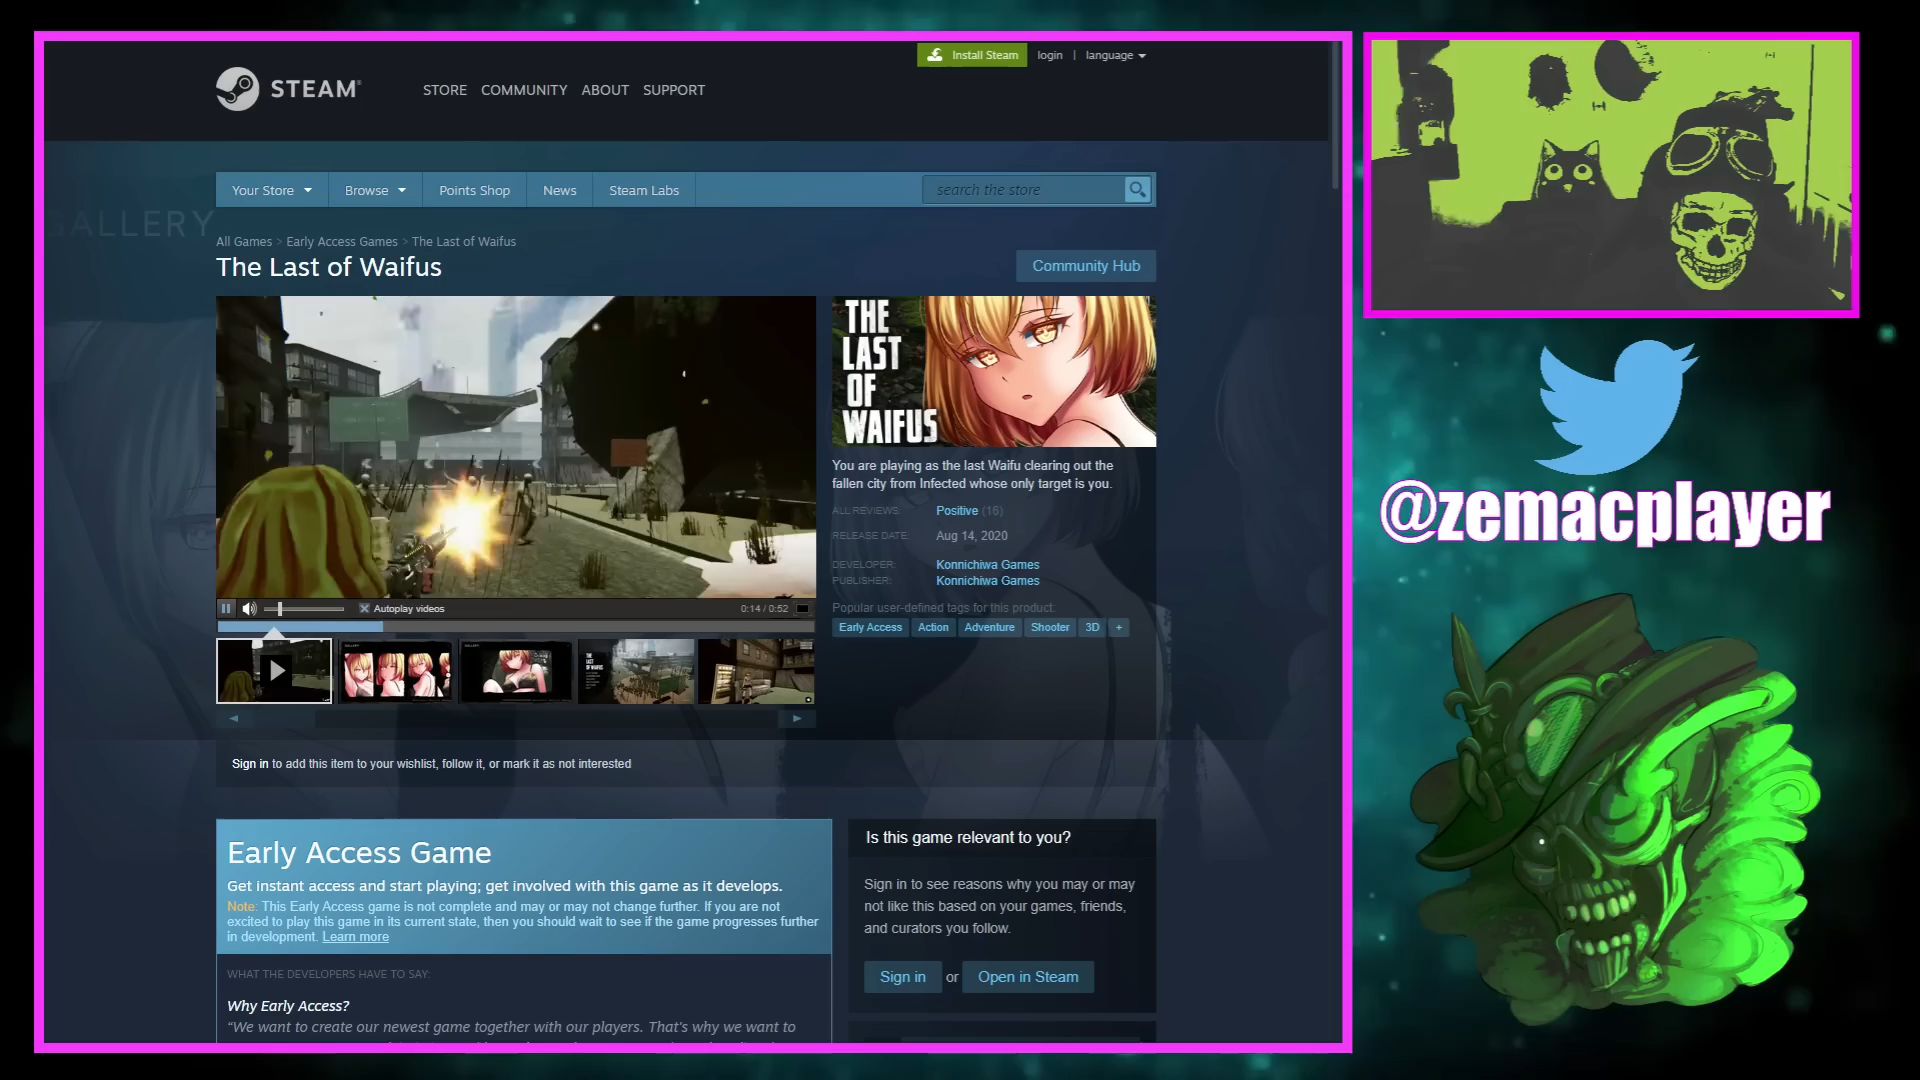 Install Steam login | language
STEAM
STORE COMMUNITY ABOUT SUPPORT
Your Store Browse Points Shop News Steam Labs
search the store
GALLERY
All Games > Early Access Games > The Last of Waifus
The Last of Waifus
Community Hub
THE
LAST
OF
WAIFUS
You are playing as the last Waifu clearing out the
fallen city from Infected whose only target is you.
ALL REVIEWS: Positive (16)
RELEASE DATE: Aug 14, 2020
DEVELOPER: Konnichiwa Games
PUBLISHER: Konnichiwa Games
Popular user-defined tags for this product:
Early Access Action Adventure Shooter 3D +
Autoplay videos 0:14 / 0:52
Sign in to add this item to your wishlist, follow it, or mark it as not interested
Early Access Game
Get instant access and start playing; get involved with this game as it develops.
Note: This Early Access game is not complete and may or may not change further. If you are not
excited to play this game in its current state, then you should wait to see if the game progresses further
in development. Learn more
WHAT THE DEVELOPERS HAVE TO SAY:
Why Early Access?
“We want to create our newest game together with our players. That's why we want to
Is this game relevant to you?
Sign in to see reasons why you may or may
not like this based on your games, friends,
and curators you follow.
Sign in or Open in Steam
@zemacplayer